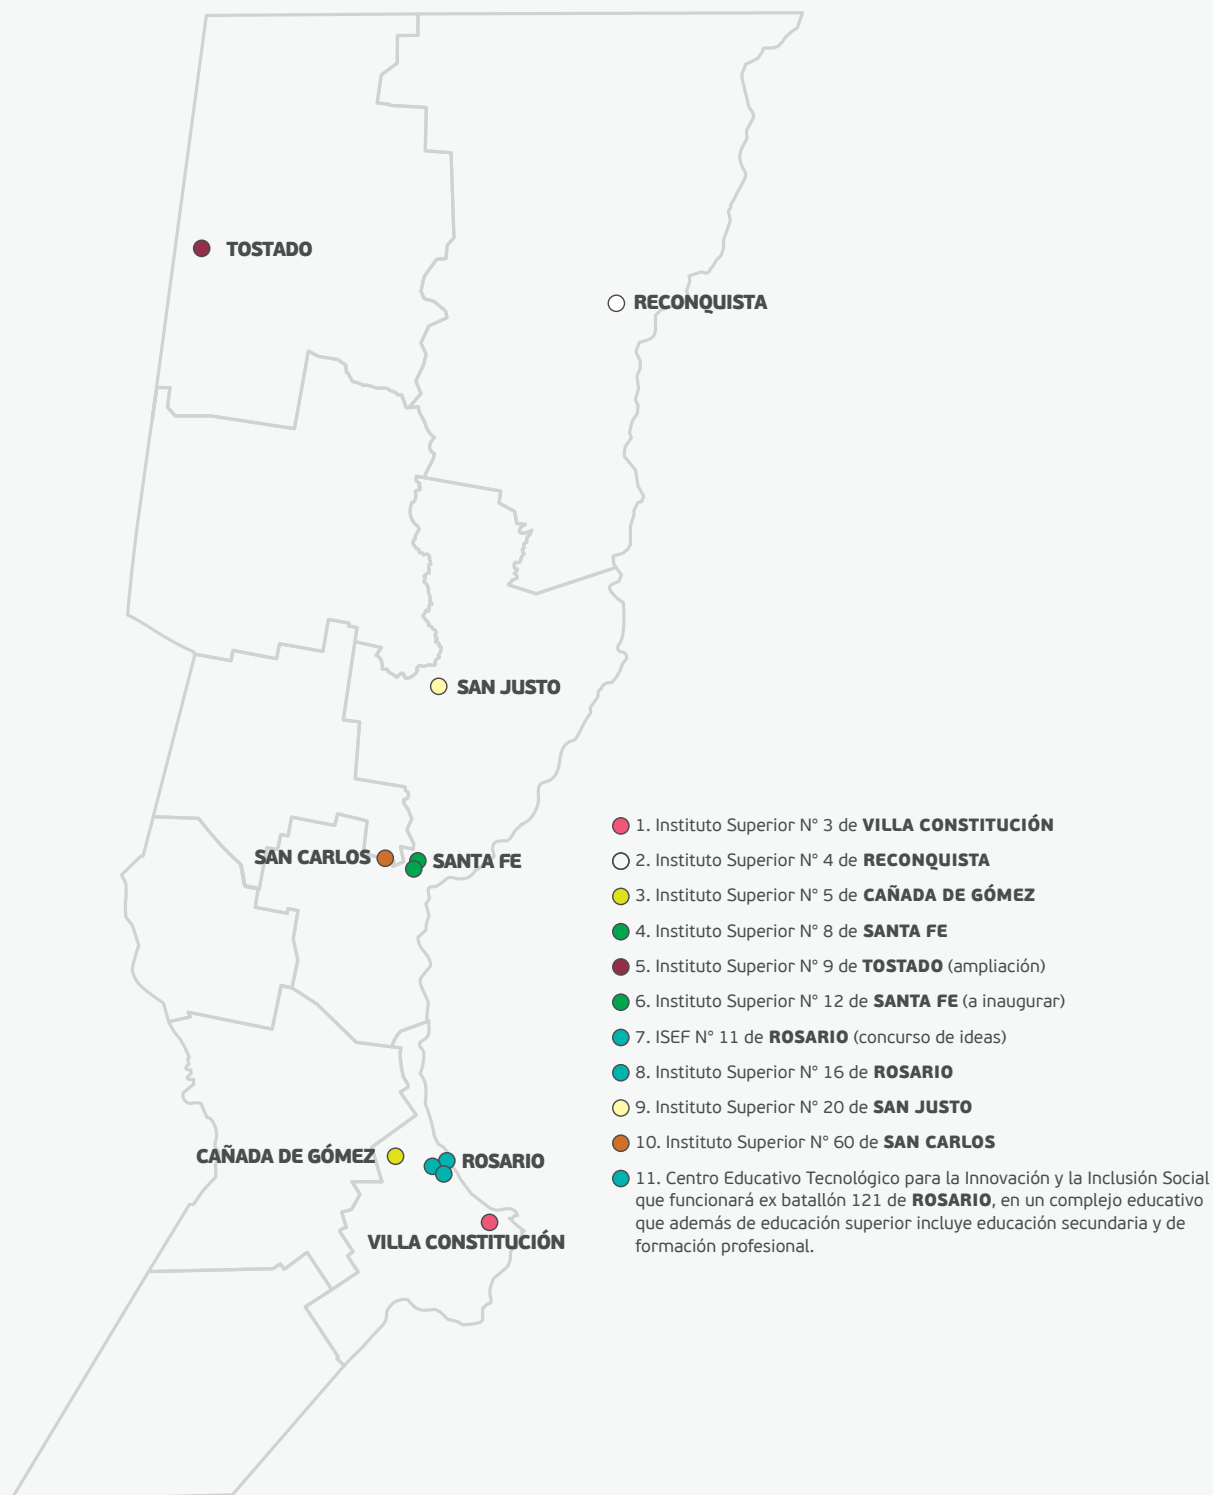 TOSTADO
RECONQUISTA
SAN JUSTO
SAN CARLOS
SANTA FE
CAÑADA DE GÓMEZ
ROSARIO
VILLA CONSTITUCIÓN
1. Instituto Superior N° 3 de VILLA CONSTITUCIÓN
2. Instituto Superior N° 4 de RECONQUISTA
3. Instituto Superior N° 5 de CAÑADA DE GÓMEZ
4. Instituto Superior N° 8 de SANTA FE
5. Instituto Superior N° 9 de TOSTADO (ampliación)
6. Instituto Superior N° 12 de SANTA FE (a inaugurar)
7. ISEF N° 11 de ROSARIO (concurso de ideas)
8. Instituto Superior N° 16 de ROSARIO
9. Instituto Superior N° 20 de SAN JUSTO
10. Instituto Superior N° 60 de SAN CARLOS
11. Centro Educativo Tecnológico para la Innovación y la Inclusión Social
que funcionará ex batallón 121 de ROSARIO, en un complejo educativo
que además de educación superior incluye educación secundaria y de
formación profesional.